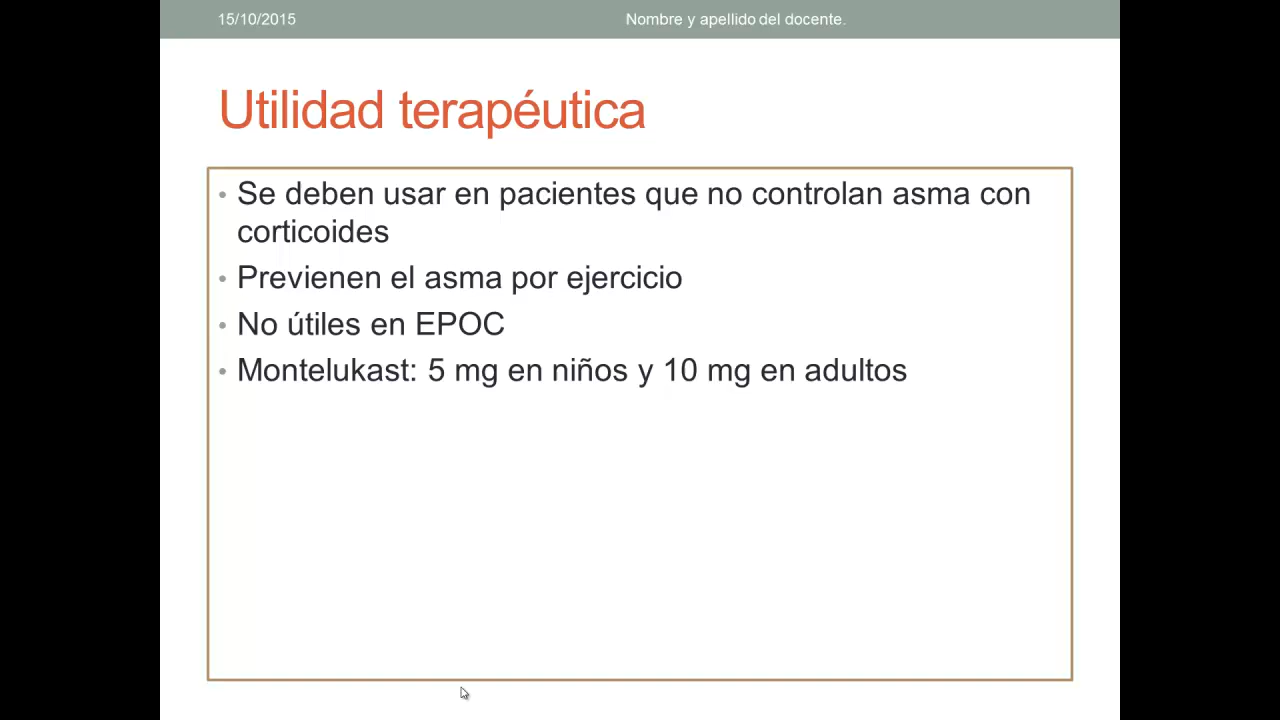 15/10/2015 Nombre y apellido del docente.
Utilidad terapéutica
• Se deben usar en pacientes que no controlan asma con
corticoides
• Previenen el asma por ejercicio
• No útiles en EPOC
• Montelukast: 5 mg en niños y 10 mg en adultos